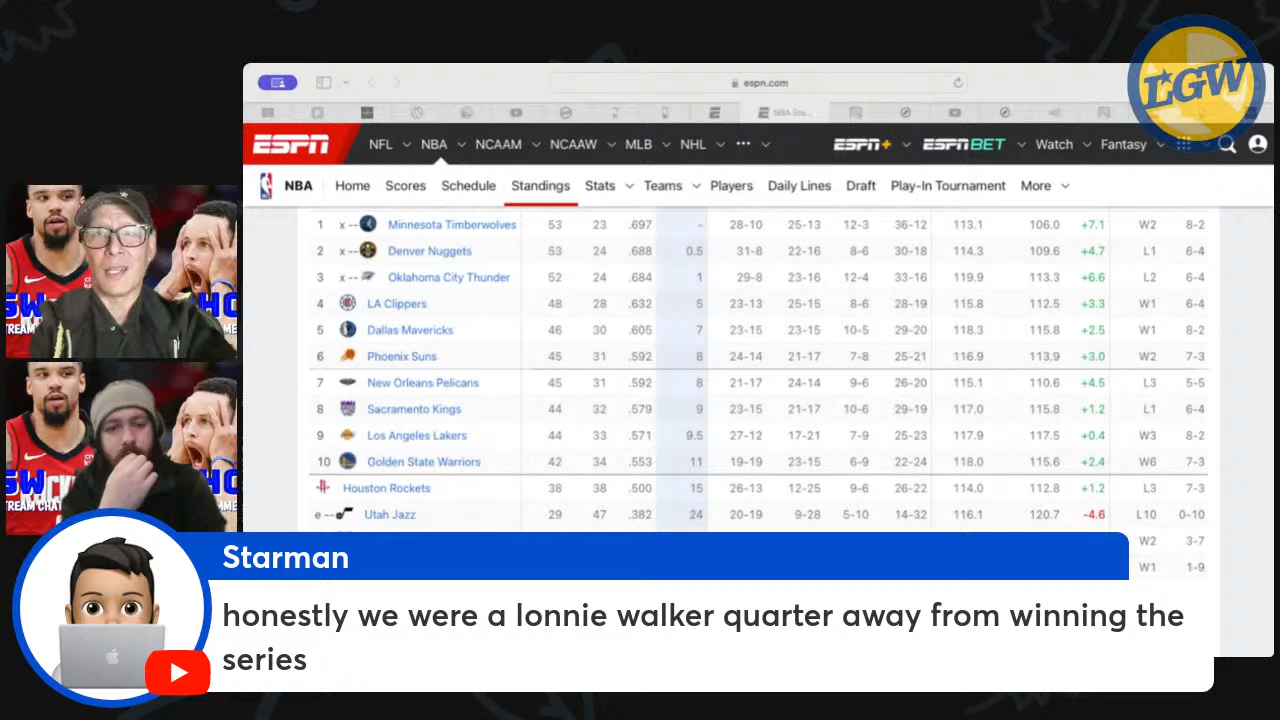 LGW
espn.com
NBA Sta...
ESPN NFL NBA NCAAM NCAAW MLB NHL ••• ESPN+ ESPN BET Watch Fantasy
NBA Home Scores Schedule Standings Stats Teams Players Daily Lines Draft Play-In Tournament More
1 x -- Minnesota Timberwolves 53 23 .697 - 28-10 25-13 12-3 36-12 113.1 106.0 +7.1 W2 8-2
2 x -- Denver Nuggets 53 24 .688 0.5 31-8 22-16 8-6 30-18 114.3 109.6 +4.7 L1 6-4
3 x -- Oklahoma City Thunder 52 24 .684 1 29-8 23-16 12-4 33-16 119.9 113.3 +6.6 L2 6-4
4 LA Clippers 48 28 .632 5 23-13 25-15 8-6 28-19 115.8 112.5 +3.3 W1 6-4
5 Dallas Mavericks 46 30 .605 7 23-15 23-15 10-5 29-20 118.3 115.8 +2.5 W1 8-2
6 Phoenix Suns 45 31 .592 8 24-14 21-17 7-8 25-21 116.9 113.9 +3.0 W2 7-3
7 New Orleans Pelicans 45 31 .592 8 21-17 24-14 9-6 26-20 115.1 110.6 +4.5 L3 5-5
8 Sacramento Kings 44 32 .579 9 23-15 21-17 10-6 29-19 117.0 115.8 +1.2 L1 6-4
9 Los Angeles Lakers 44 33 .571 9.5 27-12 17-21 7-9 25-23 117.9 117.5 +0.4 W3 8-2
10 Golden State Warriors 42 34 .553 11 19-19 23-15 6-9 22-24 118.0 115.6 +2.4 W6 7-3
Houston Rockets 38 38 .500 15 26-13 12-25 9-6 26-22 114.0 112.8 +1.2 L3 7-3
e -- Utah Jazz 29 47 .382 24 20-19 9-28 5-10 14-32 116.1 120.7 -4.6 L10 0-10
W2 3-7
W1 1-9
Starman
honestly we were a lonnie walker quarter away from winning the
series